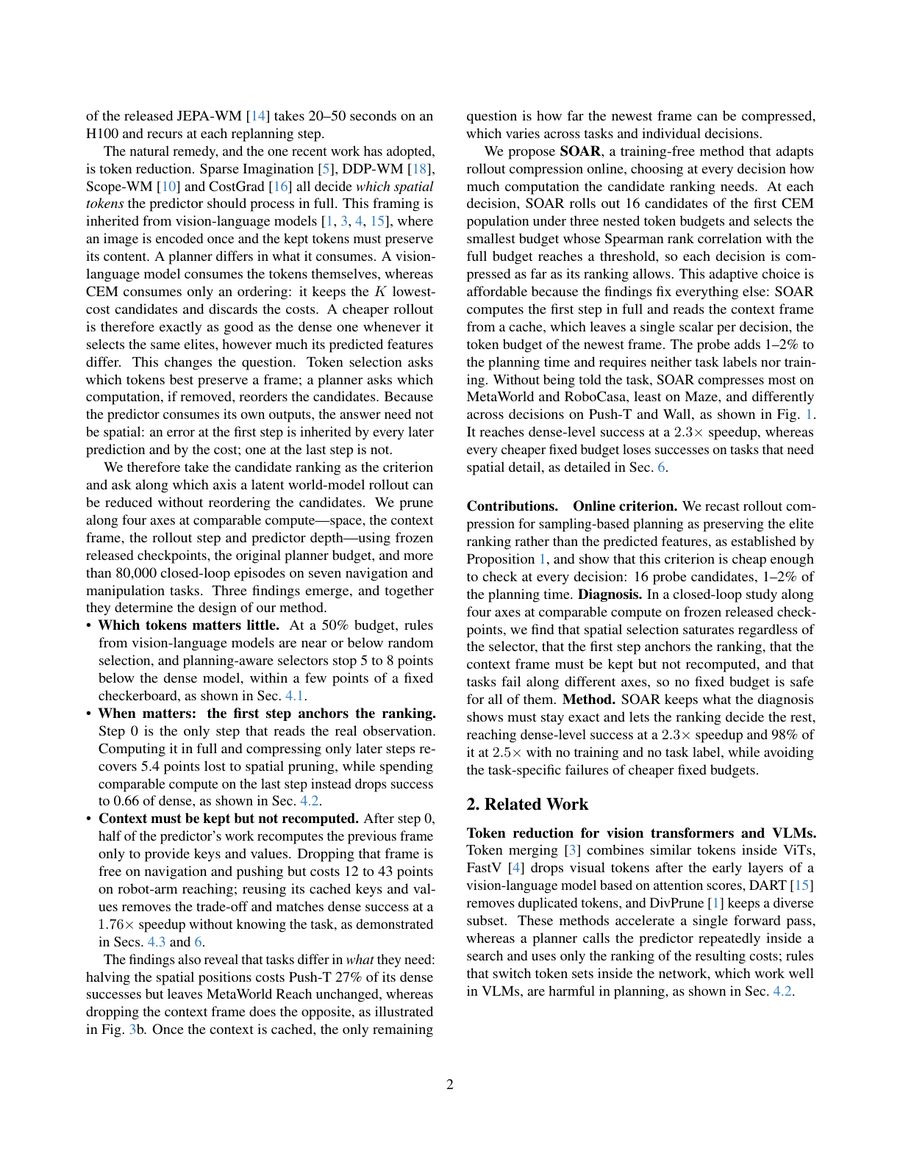 of the released JEPA-WM [14] takes 20–50 seconds on an
H100 and recurs at each replanning step.
The natural remedy, and the one recent work has adopted,
is token reduction. Sparse Imagination [5], DDP-WM [18],
Scope-WM [10] and CostGrad [16] all decide which spatial
tokens the predictor should process in full. This framing is
inherited from vision-language models [1, 3, 4, 15], where
an image is encoded once and the kept tokens must preserve
its content. A planner differs in what it consumes. A vision-
language model consumes the tokens themselves, whereas
CEM consumes only an ordering: it keeps the K lowest-
cost candidates and discards the costs. A cheaper rollout
is therefore exactly as good as the dense one whenever it
selects the same elites, however much its predicted features
differ. This changes the question. Token selection asks
which tokens best preserve a frame; a planner asks which
computation, if removed, reorders the candidates. Because
the predictor consumes its own outputs, the answer need not
be spatial: an error at the first step is inherited by every later
prediction and by the cost; one at the last step is not.
We therefore take the candidate ranking as the criterion
and ask along which axis a latent world-model rollout can
be reduced without reordering the candidates. We prune
along four axes at comparable compute—space, the context
frame, the rollout step and predictor depth—using frozen
released checkpoints, the original planner budget, and more
than 80,000 closed-loop episodes on seven navigation and
manipulation tasks. Three findings emerge, and together
they determine the design of our method.
• Which tokens matters little. At a 50% budget, rules
from vision-language models are near or below random
selection, and planning-aware selectors stop 5 to 8 points
below the dense model, within a few points of a fixed
checkerboard, as shown in Sec. 4.1.
• When matters: the first step anchors the ranking.
Step 0 is the only step that reads the real observation.
Computing it in full and compressing only later steps re-
covers 5.4 points lost to spatial pruning, while spending
comparable compute on the last step instead drops success
to 0.66 of dense, as shown in Sec. 4.2.
• Context must be kept but not recomputed. After step 0,
half of the predictor's work recomputes the previous frame
only to provide keys and values. Dropping that frame is
free on navigation and pushing but costs 12 to 43 points
on robot-arm reaching; reusing its cached keys and val-
ues removes the trade-off and matches dense success at a
1.76× speedup without knowing the task, as demonstrated
in Secs. 4.3 and 6.
The findings also reveal that tasks differ in what they need:
halving the spatial positions costs Push-T 27% of its dense
successes but leaves MetaWorld Reach unchanged, whereas
dropping the context frame does the opposite, as illustrated
in Fig. 3b. Once the context is cached, the only remaining
question is how far the newest frame can be compressed,
which varies across tasks and individual decisions.
We propose SOAR, a training-free method that adapts
rollout compression online, choosing at every decision how
much computation the candidate ranking needs. At each
decision, SOAR rolls out 16 candidates of the first CEM
population under three nested token budgets and selects the
smallest budget whose Spearman rank correlation with the
full budget reaches a threshold, so each decision is com-
pressed as far as its ranking allows. This adaptive choice is
affordable because the findings fix everything else: SOAR
computes the first step in full and reads the context frame
from a cache, which leaves a single scalar per decision, the
token budget of the newest frame. The probe adds 1–2% to
the planning time and requires neither task labels nor train-
ing. Without being told the task, SOAR compresses most on
MetaWorld and RoboCasa, least on Maze, and differently
across decisions on Push-T and Wall, as shown in Fig. 1.
It reaches dense-level success at a 2.3× speedup, whereas
every cheaper fixed budget loses successes on tasks that need
spatial detail, as detailed in Sec. 6.
Contributions. Online criterion. We recast rollout com-
pression for sampling-based planning as preserving the elite
ranking rather than the predicted features, as established by
Proposition 1, and show that this criterion is cheap enough
to check at every decision: 16 probe candidates, 1–2% of
the planning time. Diagnosis. In a closed-loop study along
four axes at comparable compute on frozen released check-
points, we find that spatial selection saturates regardless of
the selector, that the first step anchors the ranking, that the
context frame must be kept but not recomputed, and that
tasks fail along different axes, so no fixed budget is safe
for all of them. Method. SOAR keeps what the diagnosis
shows must stay exact and lets the ranking decide the rest,
reaching dense-level success at a 2.3× speedup and 98% of
it at 2.5× with no training and no task label, while avoiding
the task-specific failures of cheaper fixed budgets.
2. Related Work
Token reduction for vision transformers and VLMs.
Token merging [3] combines similar tokens inside ViTs,
FastV [4] drops visual tokens after the early layers of a
vision-language model based on attention scores, DART [15]
removes duplicated tokens, and DivPrune [1] keeps a diverse
subset. These methods accelerate a single forward pass,
whereas a planner calls the predictor repeatedly inside a
search and uses only the ranking of the resulting costs; rules
that switch token sets inside the network, which work well
in VLMs, are harmful in planning, as shown in Sec. 4.2.
2